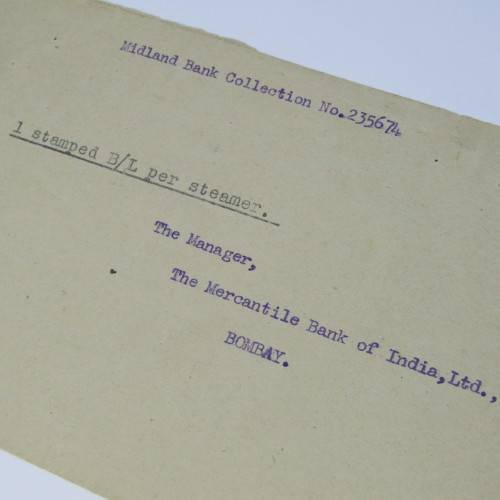 Midland Bank Collection No.235674
1 stamped B/L per steamer.
The Manager,
The Mercantile Bank of India,Ltd.,
BOMBAY.